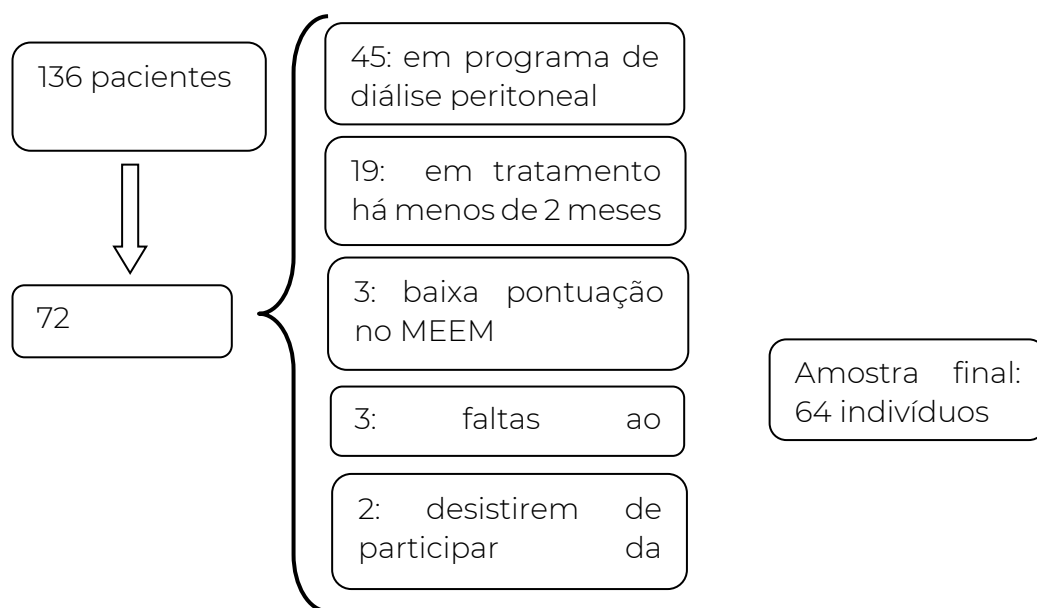 136 pacientes
72
45: em programa de
diálise peritoneal
19: em tratamento
há menos de 2 meses
3: baixa pontuação
no MEEM
3: faltas ao
2: desistirem de
participar da
Amostra final:
64 indivíduos